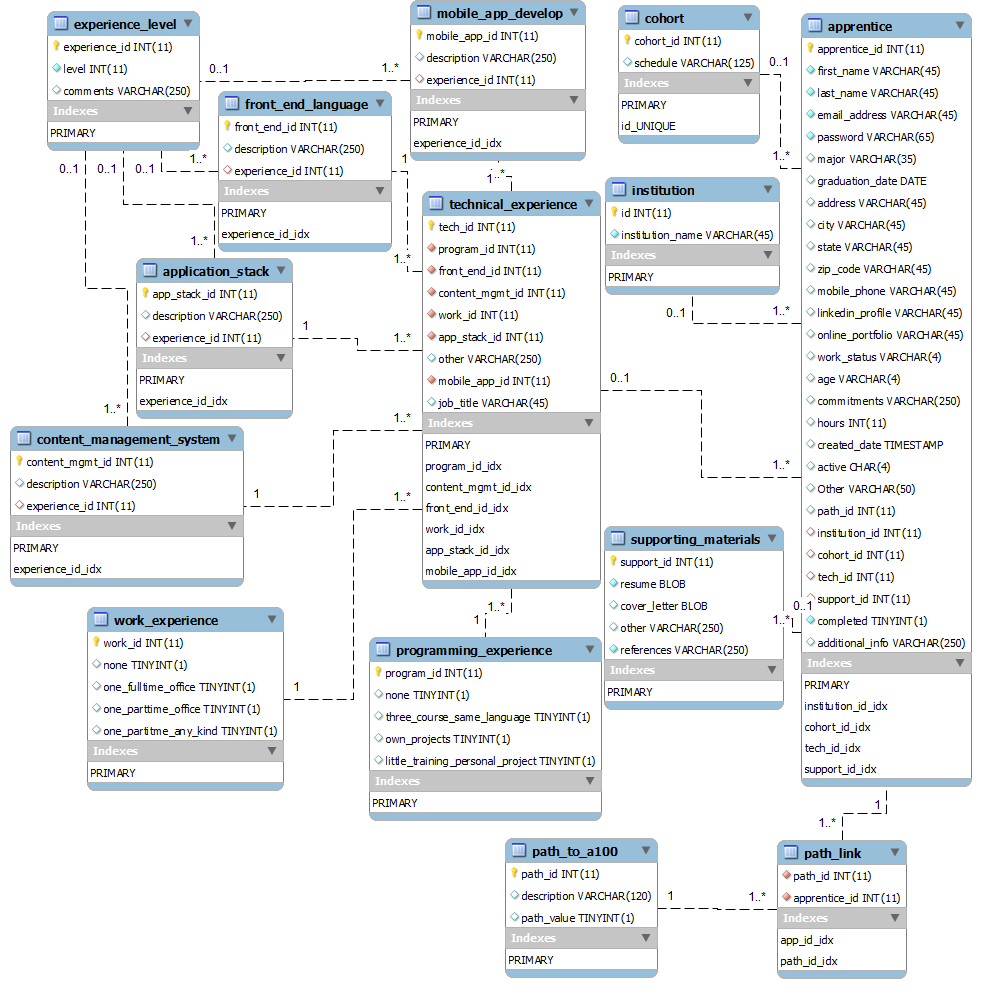 experience_level
experience_id INT(11)
level INT(11)
comments VARCHAR(250)
Indexes
PRIMARY
0..1
1..*
0..1
0..1
0..1
mobile_app_develop
mobile_app_id INT(11)
description VARCHAR(250)
experience_id INT(11)
Indexes
PRIMARY
experience_id_idx
1..*
cohort
cohort_id INT(11)
schedule VARCHAR(125)
Indexes
PRIMARY
id_UNIQUE
0..1
1..*
apprentice
apprentice_id INT(11)
first_name VARCHAR(45)
last_name VARCHAR(45)
email_address VARCHAR(45)
password VARCHAR(65)
major VARCHAR(35)
graduation_date DATE
address VARCHAR(45)
city VARCHAR(45)
state VARCHAR(45)
zip_code VARCHAR(45)
mobile_phone VARCHAR(45)
linkedin_profile VARCHAR(45)
online_portfolio VARCHAR(45)
work_status VARCHAR(4)
age VARCHAR(4)
commitments VARCHAR(250)
hours INT(11)
created_date TIMESTAMP
active CHAR(4)
Other VARCHAR(50)
path_id INT(11)
institution_id INT(11)
cohort_id INT(11)
tech_id INT(11)
support_id INT(11)
completed TINYINT(1)
additional_info VARCHAR(250)
Indexes
PRIMARY
institution_id_idx
cohort_id_idx
tech_id_idx
support_id_idx
front_end_language
front_end_id INT(11)
description VARCHAR(250)
experience_id INT(11)
Indexes
PRIMARY
experience_id_idx
1..*
1
1..*
institution
id INT(11)
institution_name VARCHAR(45)
Indexes
PRIMARY
0..1
1..*
technical_experience
tech_id INT(11)
program_id INT(11)
front_end_id INT(11)
content_mgmt_id INT(11)
work_id INT(11)
app_stack_id INT(11)
other VARCHAR(250)
mobile_app_id INT(11)
job_title VARCHAR(45)
Indexes
PRIMARY
program_id_idx
content_mgmt_id_idx
front_end_id_idx
work_id_idx
app_stack_id_idx
mobile_app_id_idx
0..1
1..*
application_stack
app_stack_id INT(11)
description VARCHAR(250)
experience_id INT(11)
Indexes
PRIMARY
experience_id_idx
1..*
1
1..*
content_management_system
content_mgmt_id INT(11)
description VARCHAR(250)
experience_id INT(11)
Indexes
PRIMARY
experience_id_idx
1..*
1
1..*
supporting_materials
support_id INT(11)
resume BLOB
cover_letter BLOB
other VARCHAR(250)
references VARCHAR(250)
Indexes
PRIMARY
0..1
1..*
work_experience
work_id INT(11)
none TINYINT(1)
one_fulltime_office TINYINT(1)
one_parttime_office TINYINT(1)
one_partitme_any_kind TINYINT(1)
Indexes
PRIMARY
1
1..*
programming_experience
program_id INT(11)
none TINYINT(1)
three_course_same_language TINYINT(1)
own_projects TINYINT(1)
little_training_personal_project TINYINT(1)
Indexes
PRIMARY
1
1..*
path_to_a100
path_id INT(11)
description VARCHAR(120)
path_value TINYINT(1)
Indexes
PRIMARY
1
1..*
path_link
path_id INT(11)
apprentice_id INT(11)
Indexes
app_id_idx
path_id_idx
1
1..*